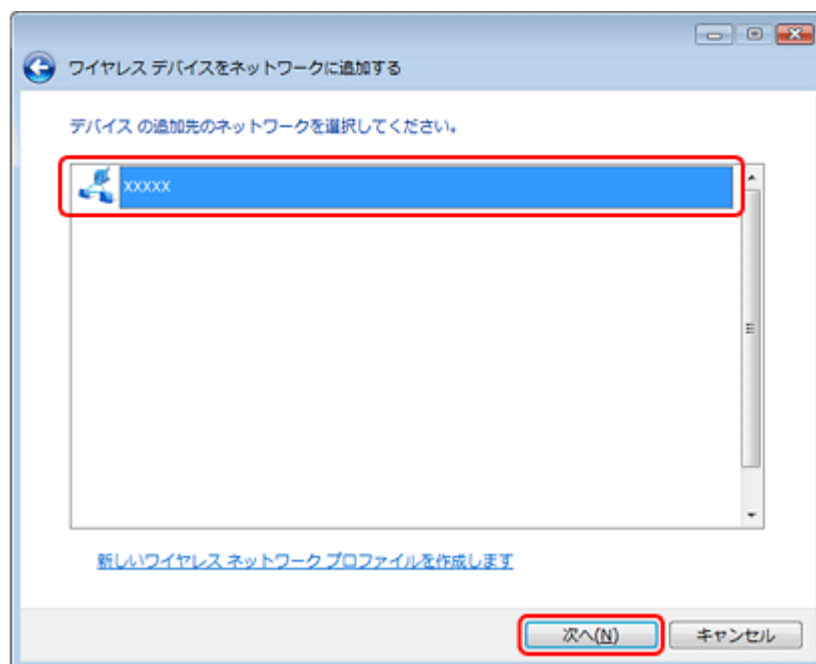 ワイヤレス デバイスをネットワークに追加する
デバイス の追加先のネットワークを選択してください。
xxxxx
新しいワイヤレス ネットワーク プロファイルを作成します
次へ(N)
キャンセル